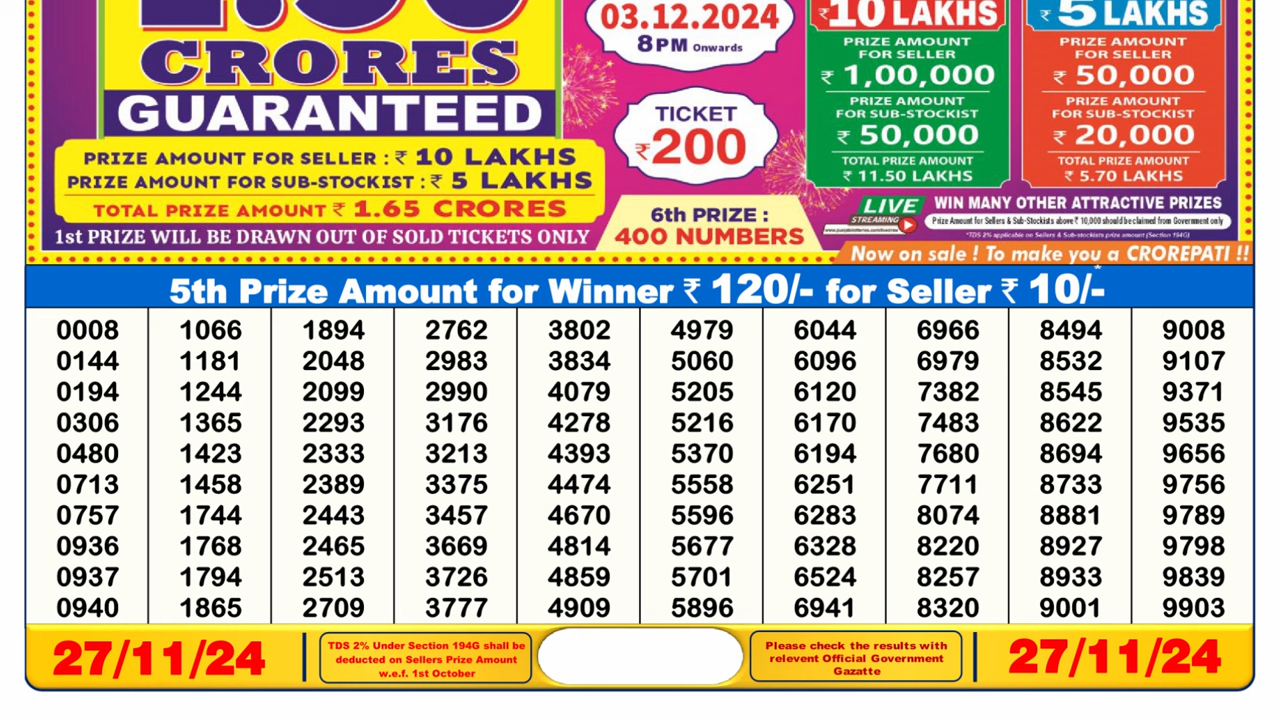 CRORES
GUARANTEED
PRIZE AMOUNT FOR SELLER : ₹ 10 LAKHS
PRIZE AMOUNT FOR SUB-STOCKIST : ₹ 5 LAKHS
TOTAL PRIZE AMOUNT ₹ 1.65 CRORES
1st PRIZE WILL BE DRAWN OUT OF SOLD TICKETS ONLY
03.12.2024
8PM Onwards
TICKET
₹200
6th PRIZE :
400 NUMBERS
₹10 LAKHS
PRIZE AMOUNT
FOR SELLER
₹ 1,00,000
PRIZE AMOUNT
FOR SUB-STOCKIST
₹ 50,000
TOTAL PRIZE AMOUNT
₹ 11.50 LAKHS
₹ 5 LAKHS
PRIZE AMOUNT
FOR SELLER
₹ 50,000
PRIZE AMOUNT
FOR SUB-STOCKIST
₹ 20,000
TOTAL PRIZE AMOUNT
₹ 5.70 LAKHS
LIVE
STREAMING
WIN MANY OTHER ATTRACTIVE PRIZES
Prize Amount for Sellers & Sub-Stockists above ₹ 10,000 should be claimed from Government only
*TDS 2% applicable on Sellers & Sub-stockists prize amount (Section 194G)
Now on sale ! To make you a CROREPATI !!
5th Prize Amount for Winner ₹ 120/- for Seller ₹ 10/-
0008 1066 1894 2762 3802 4979 6044 6966 8494 9008
0144 1181 2048 2983 3834 5060 6096 6979 8532 9107
0194 1244 2099 2990 4079 5205 6120 7382 8545 9371
0306 1365 2293 3176 4278 5216 6170 7483 8622 9535
0480 1423 2333 3213 4393 5370 6194 7680 8694 9656
0713 1458 2389 3375 4474 5558 6251 7711 8733 9756
0757 1744 2443 3457 4670 5596 6283 8074 8881 9789
0936 1768 2465 3669 4814 5677 6328 8220 8927 9798
0937 1794 2513 3726 4859 5701 6524 8257 8933 9839
0940 1865 2709 3777 4909 5896 6941 8320 9001 9903
27/11/24
TDS 2% Under Section 194G shall be
deducted on Sellers Prize Amount
w.e.f. 1st October
Please check the results with
relevent Official Government
Gazatte
27/11/24